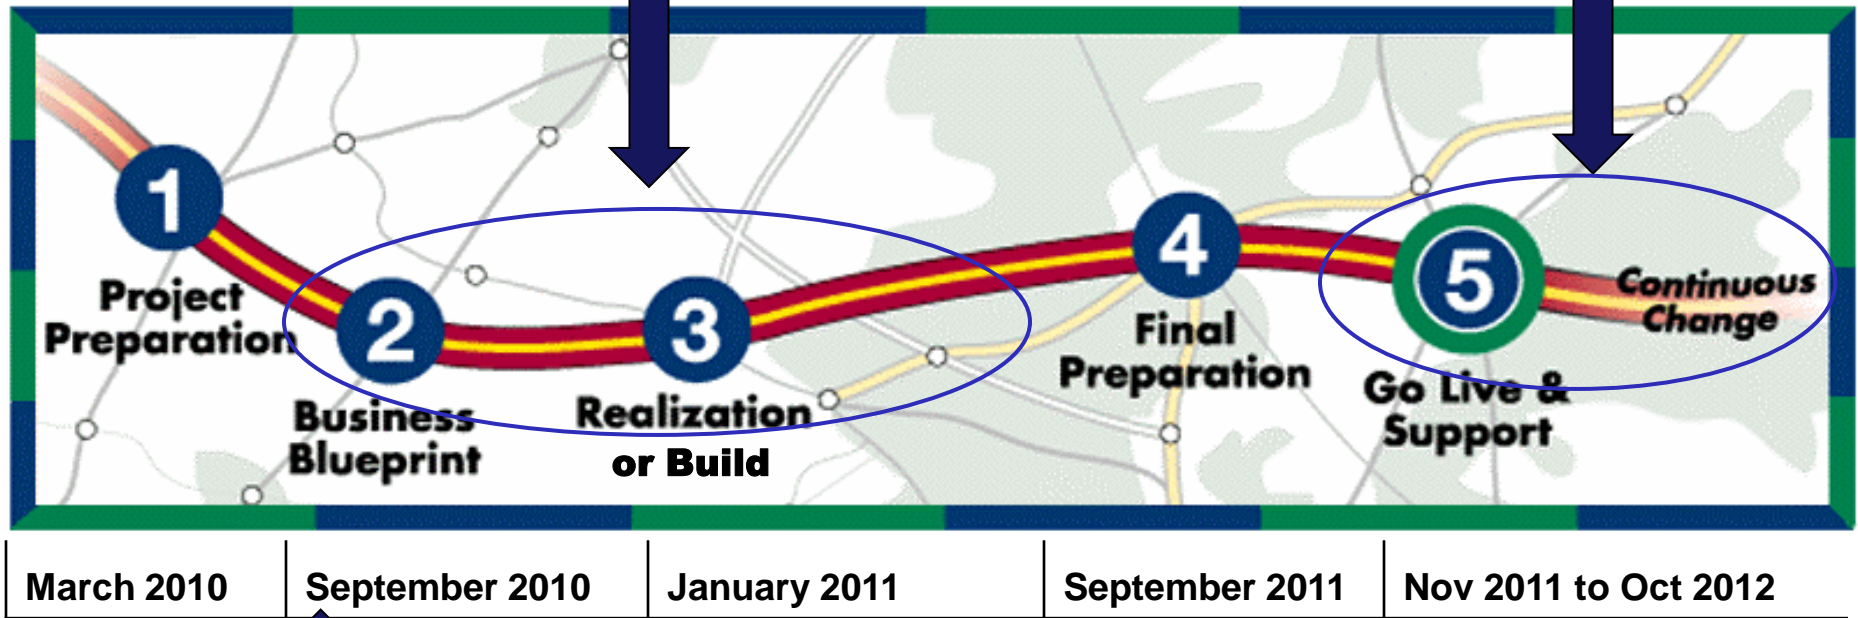 1
Project
Preparation
2
Business
Blueprint
3
Realization
or Build
4
Final
Preparation
5
Go Live &
Support
Continuous
Change
March 2010
September 2010
January 2011
September 2011
Nov 2011 to Oct 2012